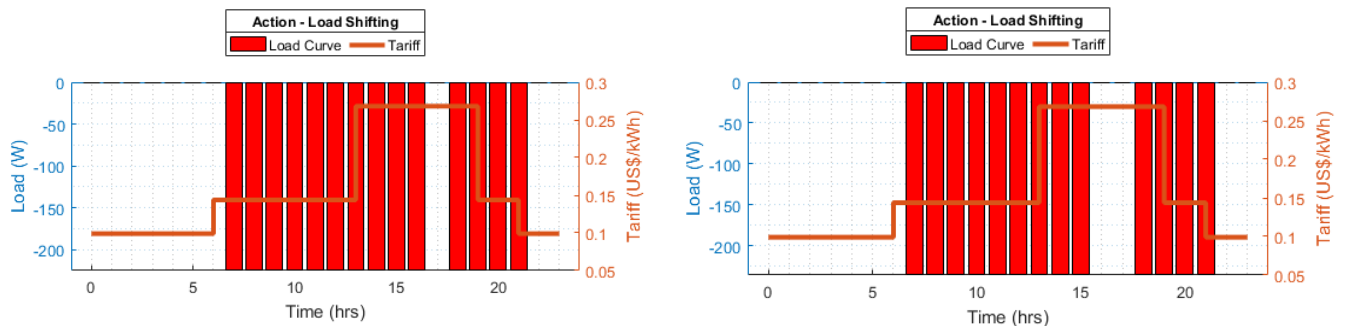 Action - Load Shifting
Load Curve Tariff
0
-50
-100
-150
-200
Load (W)
0.3
0.25
0.2
0.15
0.1
0.05
Tariff (US$/kWh)
0 5 10 15 20
Time (hrs)
Action - Load Shifting
Load Curve Tariff
0
-50
-100
-150
-200
Load (W)
0.3
0.25
0.2
0.15
0.1
0.05
Tariff (US$/kWh)
0 5 10 15 20
Time (hrs)